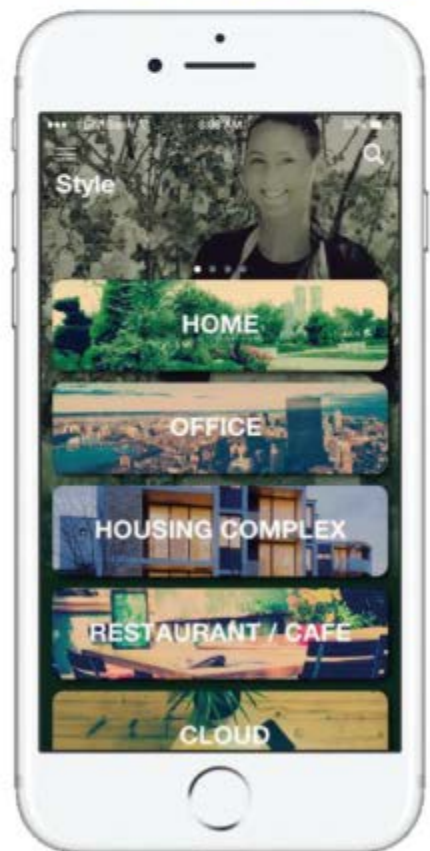 Style
HOME
OFFICE
HOUSING COMPLEX
RESTAURANT / CAFE
CLOUD